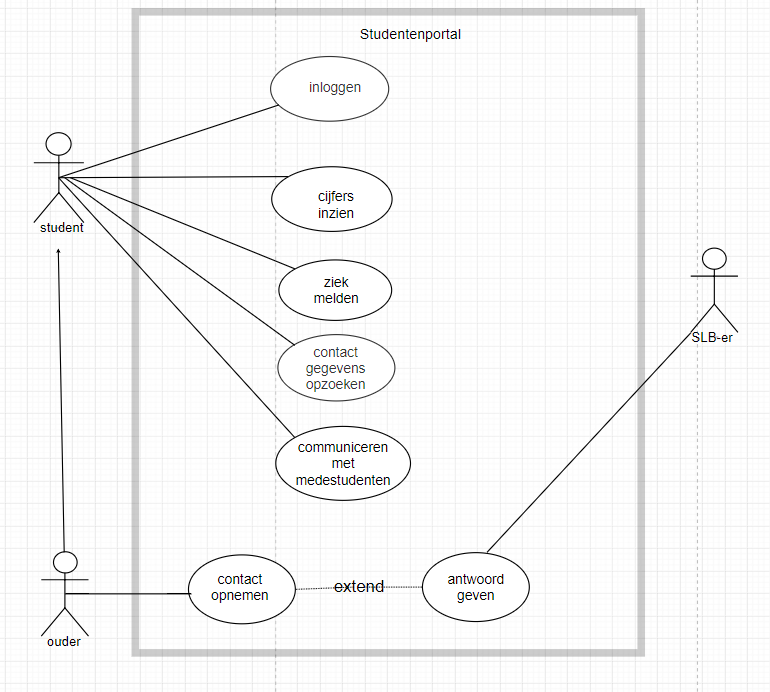 Studentenportal
inloggen
cijfers
inzien
student
ziek
melden
SLB-er
contact
gegevens
opzoeken
communiceren
met
medestudenten
contact
opnemen
extend
antwoord
geven
ouder